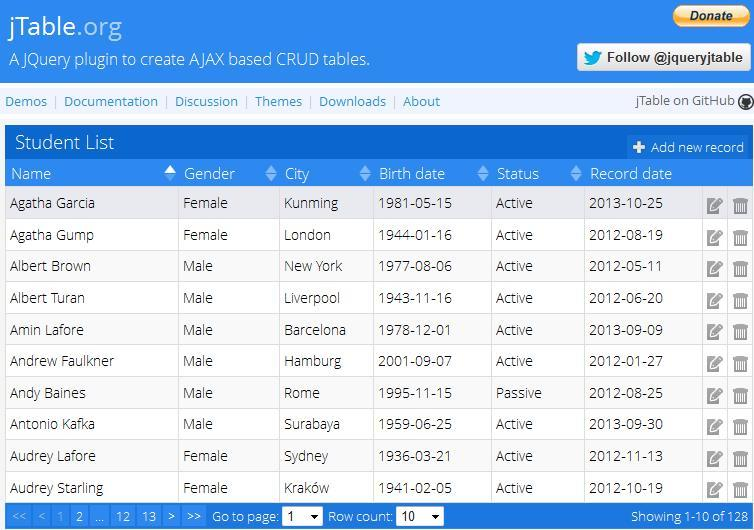 jTable.org
Donate
A JQuery plugin to create AJAX based CRUD tables.
Follow @jqueryjtable
Demos | Documentation | Discussion | Themes | Downloads | About
jTable on GitHub
Student List
Add new record
Name Gender City Birth date Status Record date
Agatha Garcia Female Kunming 1981-05-15 Active 2013-10-25
Agatha Gump Female London 1944-01-16 Active 2012-08-19
Albert Brown Male New York 1977-08-06 Active 2012-05-11
Albert Turan Male Liverpool 1943-11-16 Active 2012-06-20
Amin Lafore Male Barcelona 1978-12-01 Active 2013-09-09
Andrew Faulkner Male Hamburg 2001-09-07 Active 2012-01-27
Andy Baines Male Rome 1995-11-15 Passive 2012-08-25
Antonio Kafka Male Surabaya 1959-06-25 Active 2013-09-30
Audrey Lafore Female Sydney 1936-03-21 Active 2012-11-13
Audrey Starling Female Kraków 1941-02-05 Active 2012-10-19
<< < 1 2 ... 12 13 > >> Go to page: 1 Row count: 10 Showing 1-10 of 128